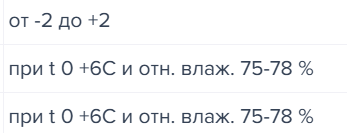 от -2 до +2
при t 0 +6С и отн. влаж. 75-78 %
при t 0 +6С и отн. влаж. 75-78 %